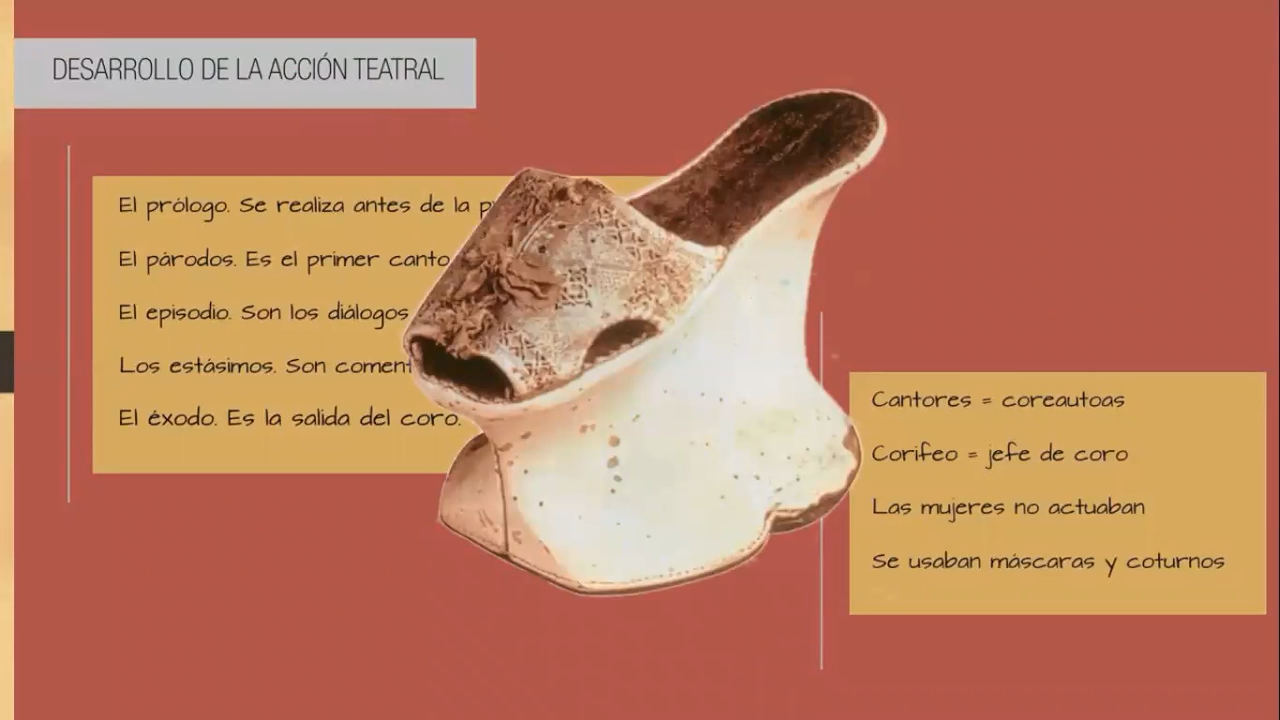 DESARROLLO DE LA ACCIÓN TEATRAL
El prólogo. Se realiza antes de la
El párodos. Es el primer canto
El episodio. Son los diálogos
Los estásimos. Son
El éxodo. Es la salida del coro.
Cantores = coreautoas
Corifeo = jefe de coro
Las mujeres no actuaban
Se usaban máscaras y coturnos